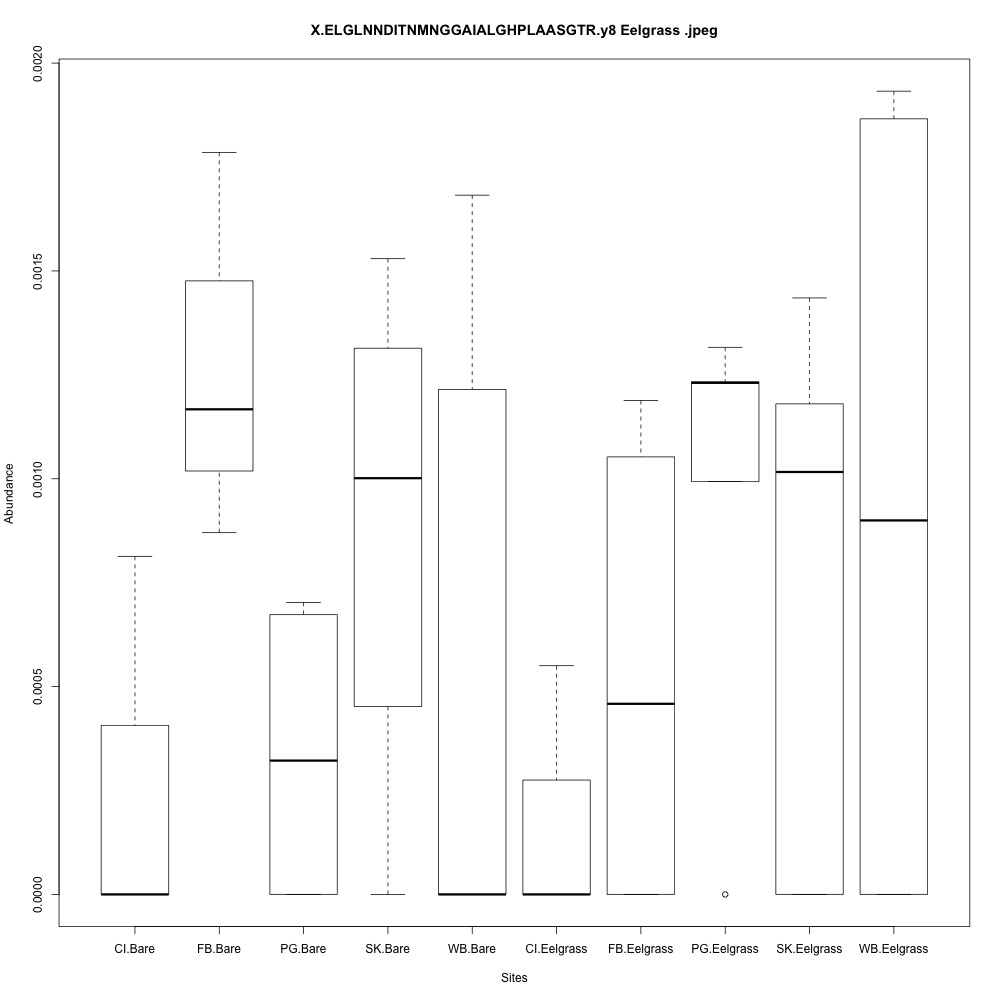 X.ELGLNNDITNMNGGAIALGHPLAASGTR.y8 Eelgrass .jpeg
0.0020
0.0015
0.0010
0.0005
0.0000
Abundance
CI.Bare FB.Bare PG.Bare SK.Bare WB.Bare CI.Eelgrass FB.Eelgrass PG.Eelgrass SK.Eelgrass WB.Eelgrass
Sites